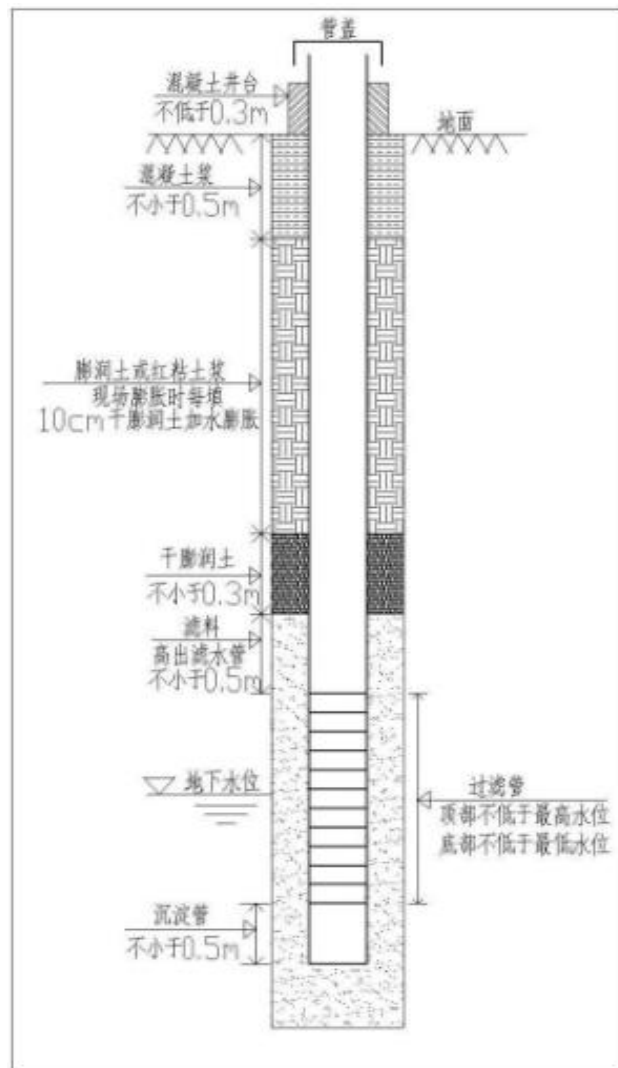 管盖
混凝土井台
不低于0.3m
地面
混凝土浆
不小于0.5m
膨润土或红粘土浆
现场膨胀时每填
10cm干膨润土加水膨胀
干膨润土
不小于0.3m
滤料
高出滤水管
不小于0.5m
地下水位
过滤管
顶部不低于最高水位
底部不低于最低水位
沉淀管
不小于0.5m